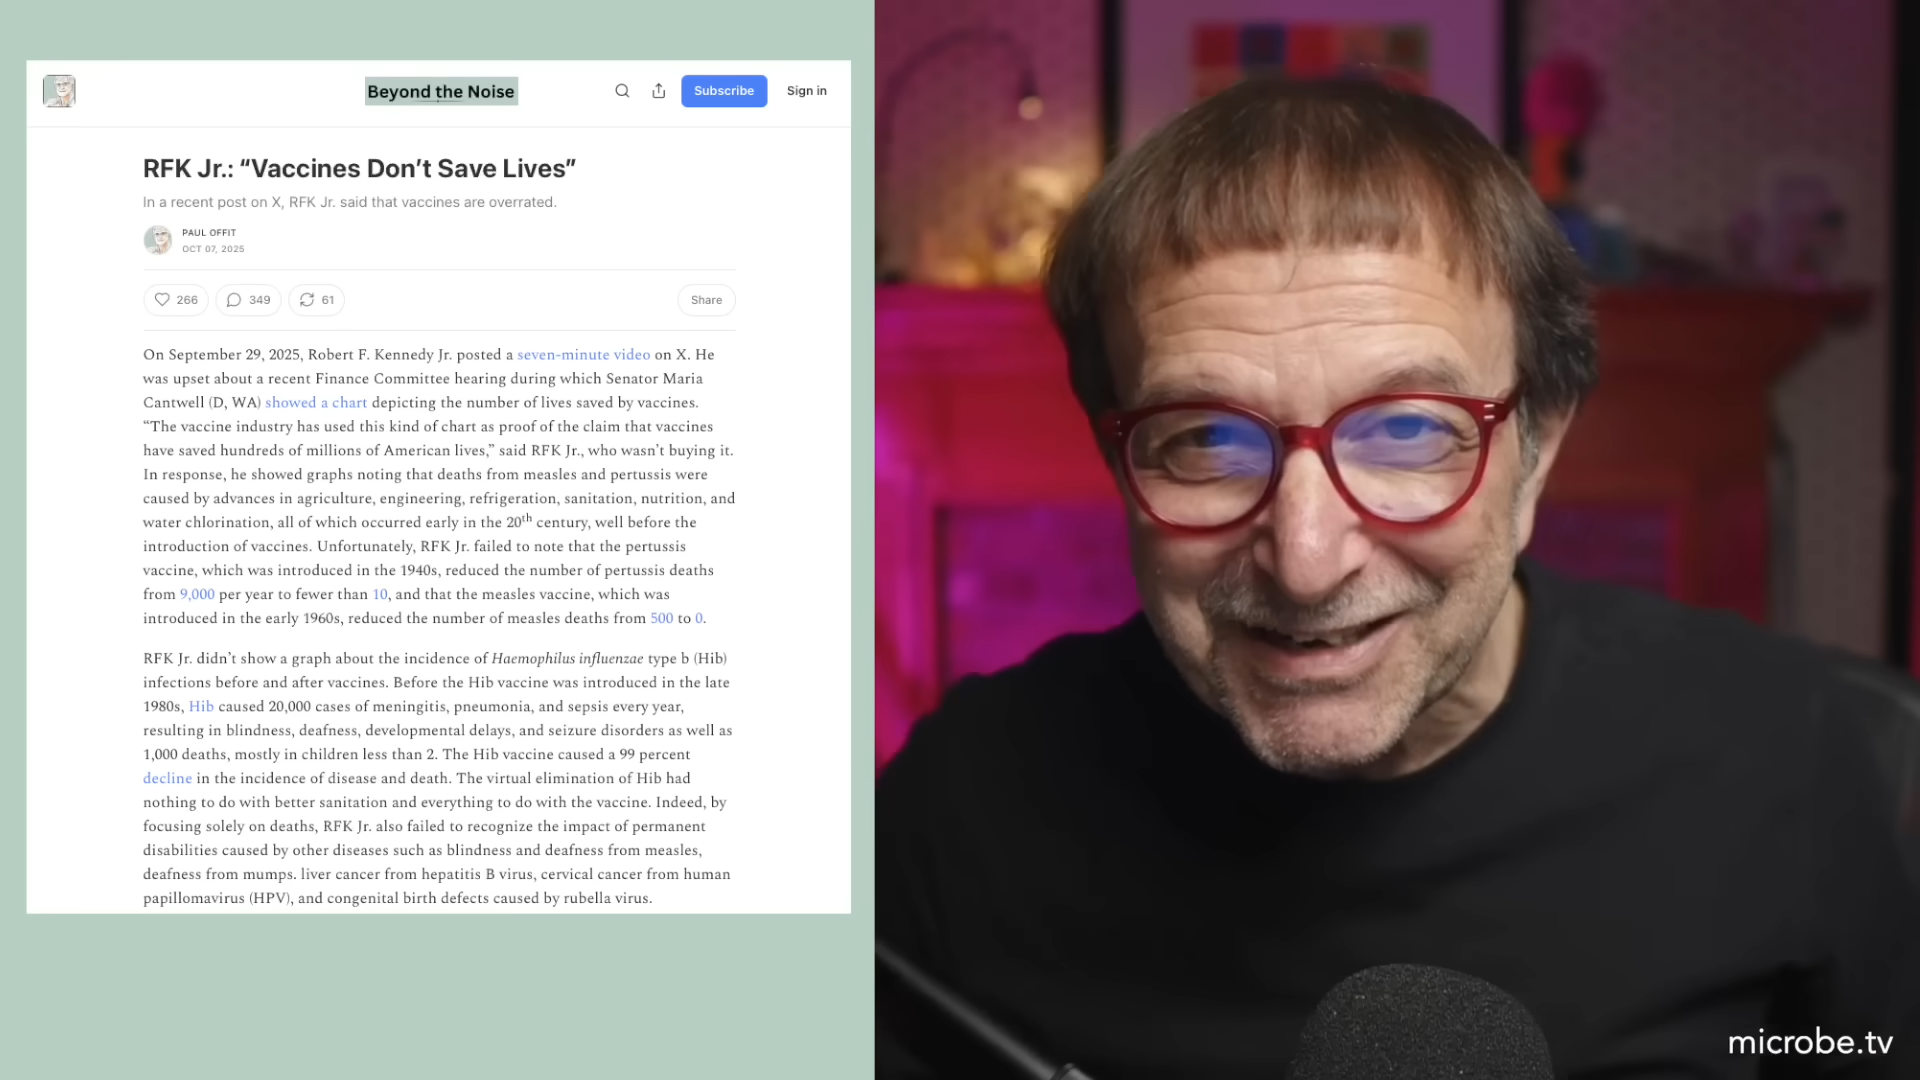 Beyond the Noise
Subscribe
Sign in
RFK Jr.: “Vaccines Don’t Save Lives”
In a recent post on X, RFK Jr. said that vaccines are overrated.
PAUL OFFIT
OCT 07, 2025
266
349
61
Share
On September 29, 2025, Robert F. Kennedy Jr. posted a seven-minute video on X. He
was upset about a recent Finance Committee hearing during which Senator Maria
Cantwell (D, WA) showed a chart depicting the number of lives saved by vaccines.
“The vaccine industry has used this kind of chart as proof of the claim that vaccines
have saved hundreds of millions of American lives,” said RFK Jr., who wasn’t buying it.
In response, he showed graphs noting that deaths from measles and pertussis were
caused by advances in agriculture, engineering, refrigeration, sanitation, nutrition, and
water chlorination, all of which occurred early in the 20th century, well before the
introduction of vaccines. Unfortunately, RFK Jr. failed to note that the pertussis
vaccine, which was introduced in the 1940s, reduced the number of pertussis deaths
from 9,000 per year to fewer than 10, and that the measles vaccine, which was
introduced in the early 1960s, reduced the number of measles deaths from 500 to 0.
RFK Jr. didn’t show a graph about the incidence of Haemophilus influenzae type b (Hib)
infections before and after vaccines. Before the Hib vaccine was introduced in the late
1980s, Hib caused 20,000 cases of meningitis, pneumonia, and sepsis every year,
resulting in blindness, deafness, developmental delays, and seizure disorders as well as
1,000 deaths, mostly in children less than 2. The Hib vaccine caused a 99 percent
decline in the incidence of disease and death. The virtual elimination of Hib had
nothing to do with better sanitation and everything to do with the vaccine. Indeed, by
focusing solely on deaths, RFK Jr. also failed to recognize the impact of permanent
disabilities caused by other diseases such as blindness and deafness from measles,
deafness from mumps. liver cancer from hepatitis B virus, cervical cancer from human
papillomavirus (HPV), and congenital birth defects caused by rubella virus.
microbe.tv